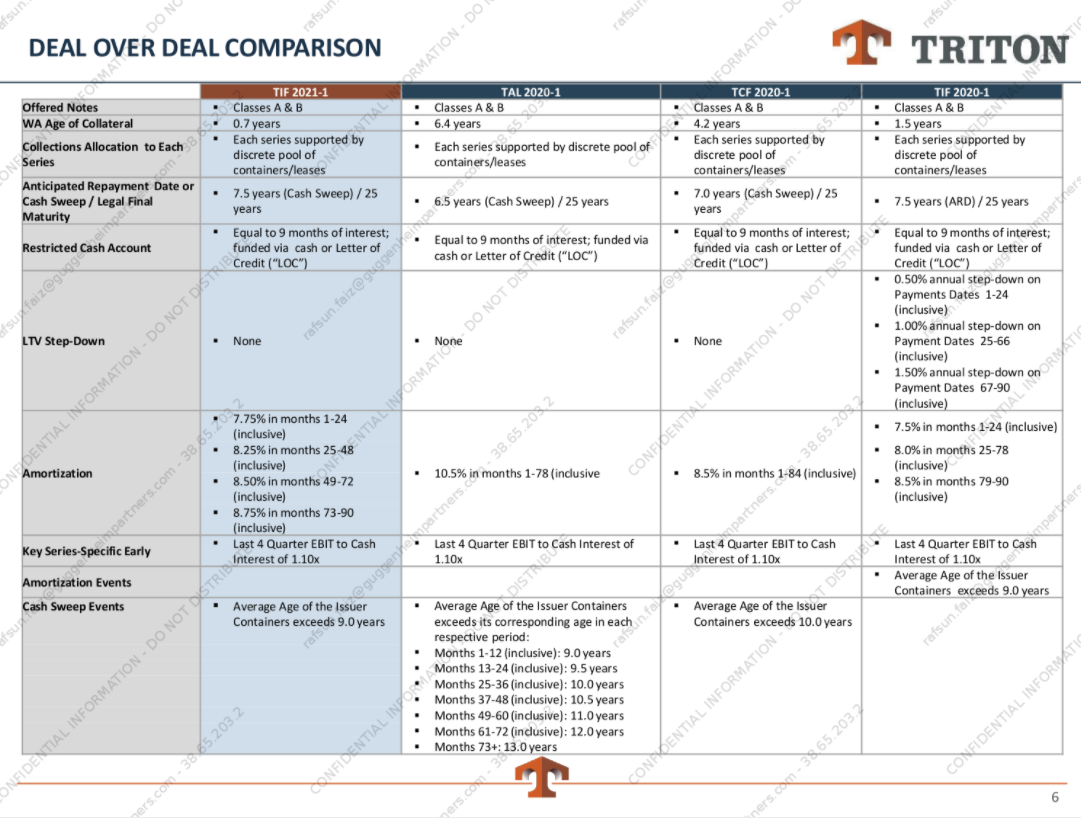 DEAL OVER DEAL COMPARISON
TRITON
TIF 2021-1
TAL 2020-1
TCF 2020-1
TIF 2020-1
Offered Notes
▪ Classes A & B
▪ Classes A & B
▪ Classes A & B
▪ Classes A & B
WA Age of Collateral
▪ 0.7 years
▪ 6.4 years
▪ 4.2 years
▪ 1.5 years
Collections Allocation to Each
Series
▪ Each series supported by
discrete pool of
containers/leases
▪ Each series supported by discrete pool of
containers/leases
▪ Each series supported by
discrete pool of
containers/leases
▪ Each series supported by
discrete pool of
containers/leases
Anticipated Repayment Date or
Cash Sweep / Legal Final
Maturity
▪ 7.5 years (Cash Sweep) / 25
years
▪ 6.5 years (Cash Sweep) / 25 years
▪ 7.0 years (Cash Sweep) / 25
years
▪ 7.5 years (ARD) / 25 years
Restricted Cash Account
▪ Equal to 9 months of interest;
funded via cash or Letter of
Credit (“LOC”)
▪ Equal to 9 months of interest; funded via
cash or Letter of Credit (“LOC”)
▪ Equal to 9 months of interest;
funded via cash or Letter of
Credit (“LOC”)
▪ Equal to 9 months of interest;
funded via cash or Letter of
Credit (“LOC”)
LTV Step-Down
▪ None
▪ None
▪ None
▪ 0.50% annual step-down on
Payments Dates 1-24
(inclusive)
▪ 1.00% annual step-down on
Payment Dates 25-66
(inclusive)
▪ 1.50% annual step-down on
Payment Dates 67-90
(inclusive)
Amortization
▪ 7.75% in months 1-24
(inclusive)
▪ 8.25% in months 25-48
(inclusive)
▪ 8.50% in months 49-72
(inclusive)
▪ 8.75% in months 73-90
(inclusive)
▪ 10.5% in months 1-78 (inclusive
▪ 8.5% in months 1-84 (inclusive)
▪ 7.5% in months 1-24 (inclusive)
▪ 8.0% in months 25-78
(inclusive)
▪ 8.5% in months 79-90
(inclusive)
Key Series-Specific Early
▪ Last 4 Quarter EBIT to Cash
Interest of 1.10x
▪ Last 4 Quarter EBIT to Cash Interest of
1.10x
▪ Last 4 Quarter EBIT to Cash
Interest of 1.10x
▪ Last 4 Quarter EBIT to Cash
Interest of 1.10x
Amortization Events
▪ Average Age of the Issuer
Containers exceeds 9.0 years
Cash Sweep Events
▪ Average Age of the Issuer
Containers exceeds 9.0 years
▪ Average Age of the Issuer Containers
exceeds its corresponding age in each
respective period:
▪ Months 1-12 (inclusive): 9.0 years
▪ Months 13-24 (inclusive): 9.5 years
▪ Months 25-36 (inclusive): 10.0 years
▪ Months 37-48 (inclusive): 10.5 years
▪ Months 49-60 (inclusive): 11.0 years
▪ Months 61-72 (inclusive): 12.0 years
▪ Months 73+: 13.0 years
▪ Average Age of the Issuer
Containers exceeds 10.0 years
6
rafsun.faiz@guggenheimpartners.com - 38.65.203.2
CONFIDENTIAL INFORMATION - DO NOT DISTRIBUTE